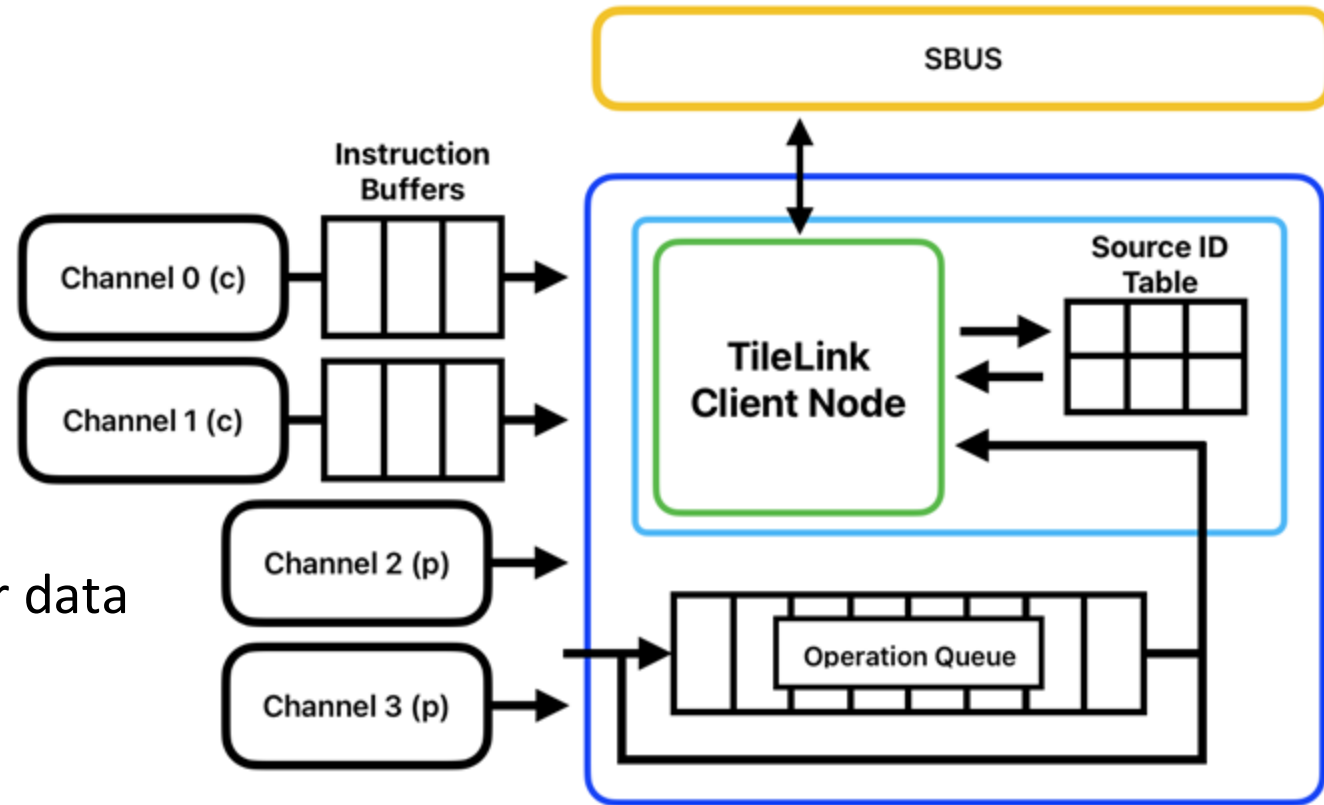 SBUS
Instruction
Buffers
Channel 0 (c)
Source ID
Table
TileLink
Client Node
Channel 1 (c)
Channel 2 (p)
r data
Operation Queue
Channel 3 (p)